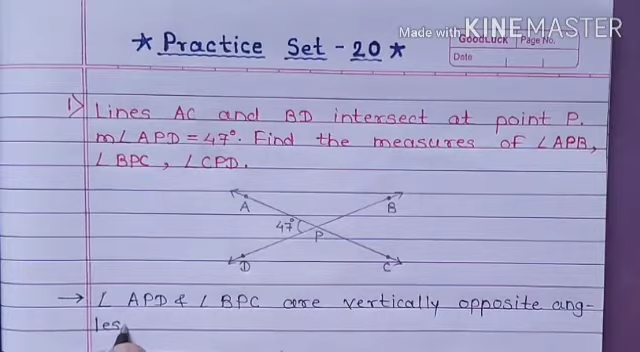 Made with KINEMASTER
GoodLuck Page No.
Date
* Practice Set - 20 *
1) Lines AC and BD intersect at point P.
m∠APD = 47°. Find the measures of ∠APB,
∠BPC, ∠CPD.
A B
47°
P
D C
→ ∠ APD & ∠ BPC are vertically opposite ang-
les